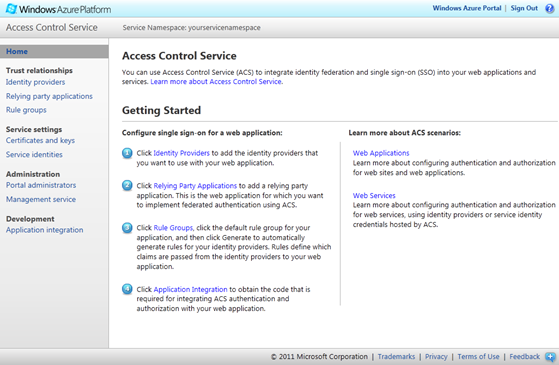 Windows Azure Platform
Windows Azure Portal | Sign Out
Access Control Service
Service Namespace: yourservicenamespace
Home
Trust relationships
Identity providers
Relying party applications
Rule groups
Service settings
Certificates and keys
Service identities
Administration
Portal administrators
Management service
Development
Application integration
Access Control Service
You can use Access Control Service (ACS) to integrate identity federation and single sign-on (SSO) into your web applications and
services. Learn more about Access Control Service.
Getting Started
Configure single sign-on for a web application:
1 Click Identity Providers to add the identity providers that
you want to use with your web application.
2 Click Relying Party Applications to add a relying party
application. This is the web application for which you want
to implement federated authentication using ACS.
3 Click Rule Groups, click the default rule group for your
application, and then click Generate to automatically
generate rules for your identity providers. Rules define which
claims are passed from the identity providers to your web
application.
4 Click Application Integration to obtain the code that is
required for integrating ACS authentication and
authorization with your web application.
Learn more about ACS scenarios:
Web Applications
Learn more about configuring authentication and authorization
for web sites and web applications.
Web Services
Learn more about configuring authentication and authorization
for web services, using identity providers or service identity
credentials hosted by ACS.
© 2011 Microsoft Corporation | Trademarks | Privacy | Terms of Use | Feedback